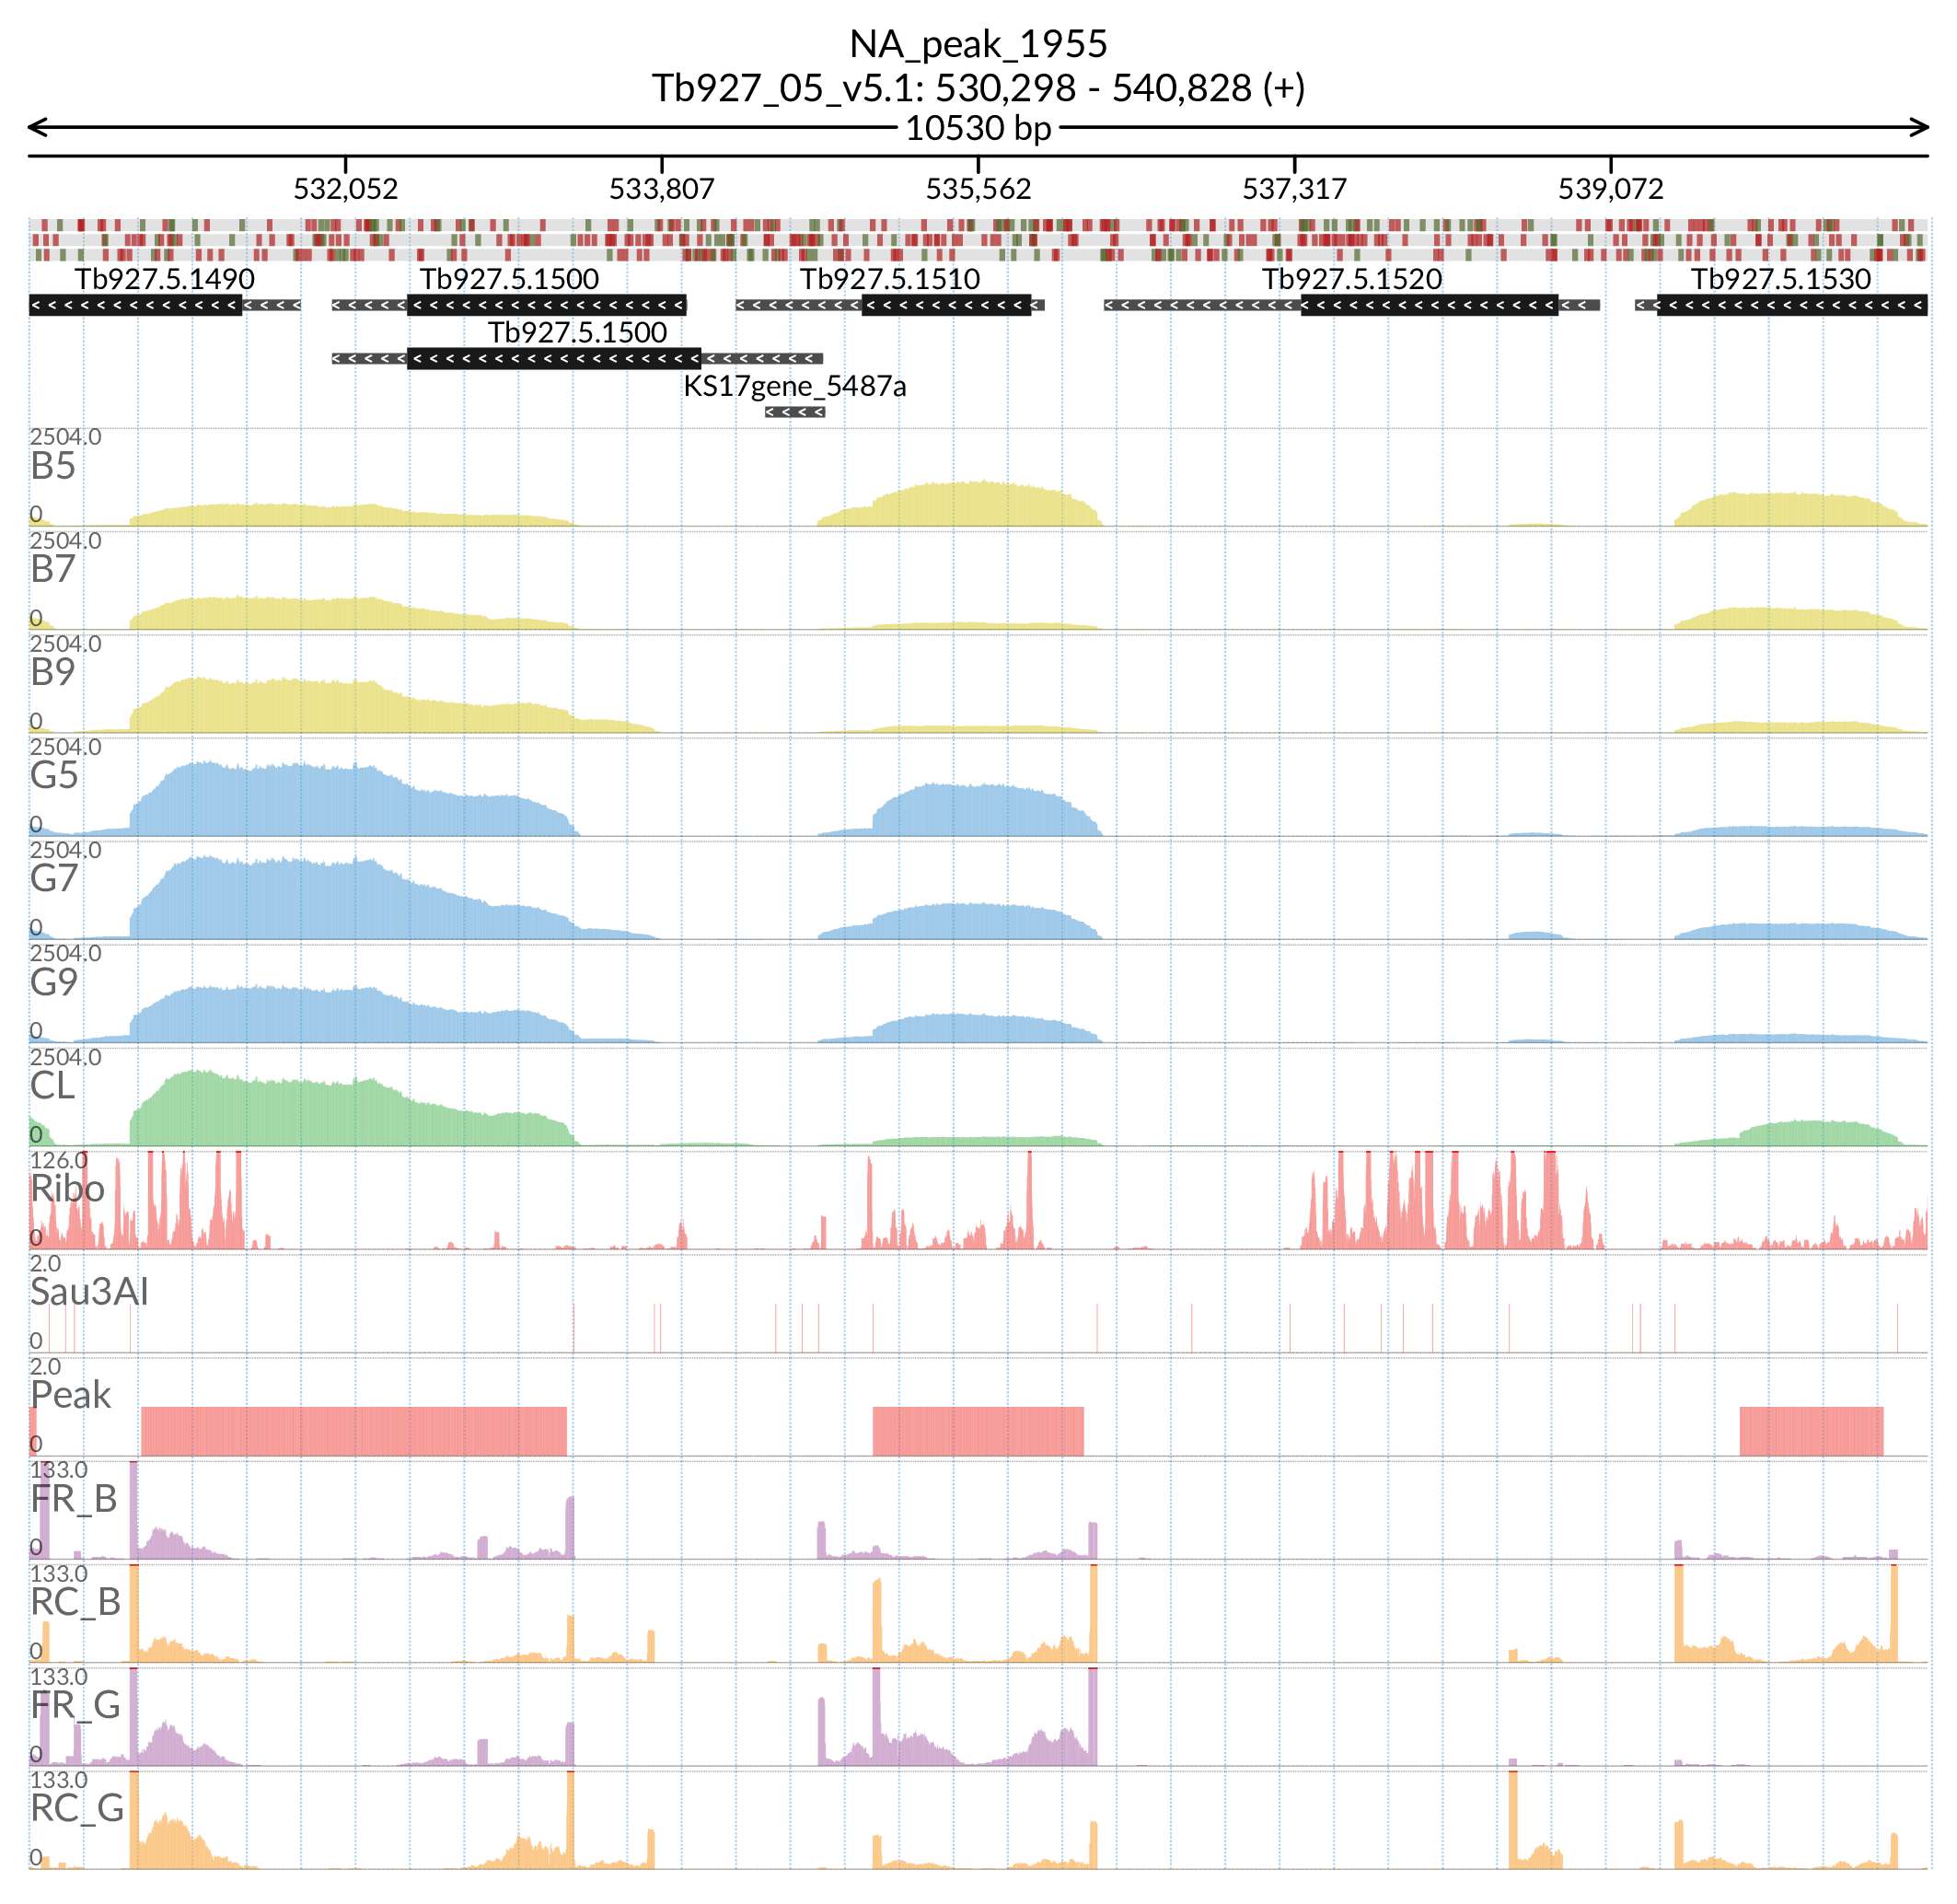 NA_peak_1955
Tb927_05_v5.1: 530,298 - 540,828 (+)
10530 bp
532,052 533,807 535,562 537,317 539,072
Tb927.5.1490 Tb927.5.1500 Tb927.5.1510 Tb927.5.1520 Tb927.5.1530
Tb927.5.1500
KS17gene_5487a
2504.0
B5
0
2504.0
B7
0
2504.0
B9
0
2504.0
G5
0
2504.0
G7
0
2504.0
G9
0
2504.0
CL
0
126.0
Ribo
0
2.0
Sau3AI
0
2.0
Peak
0
133.0
FR_B
0
133.0
RC_B
0
133.0
FR_G
0
133.0
RC_G
0